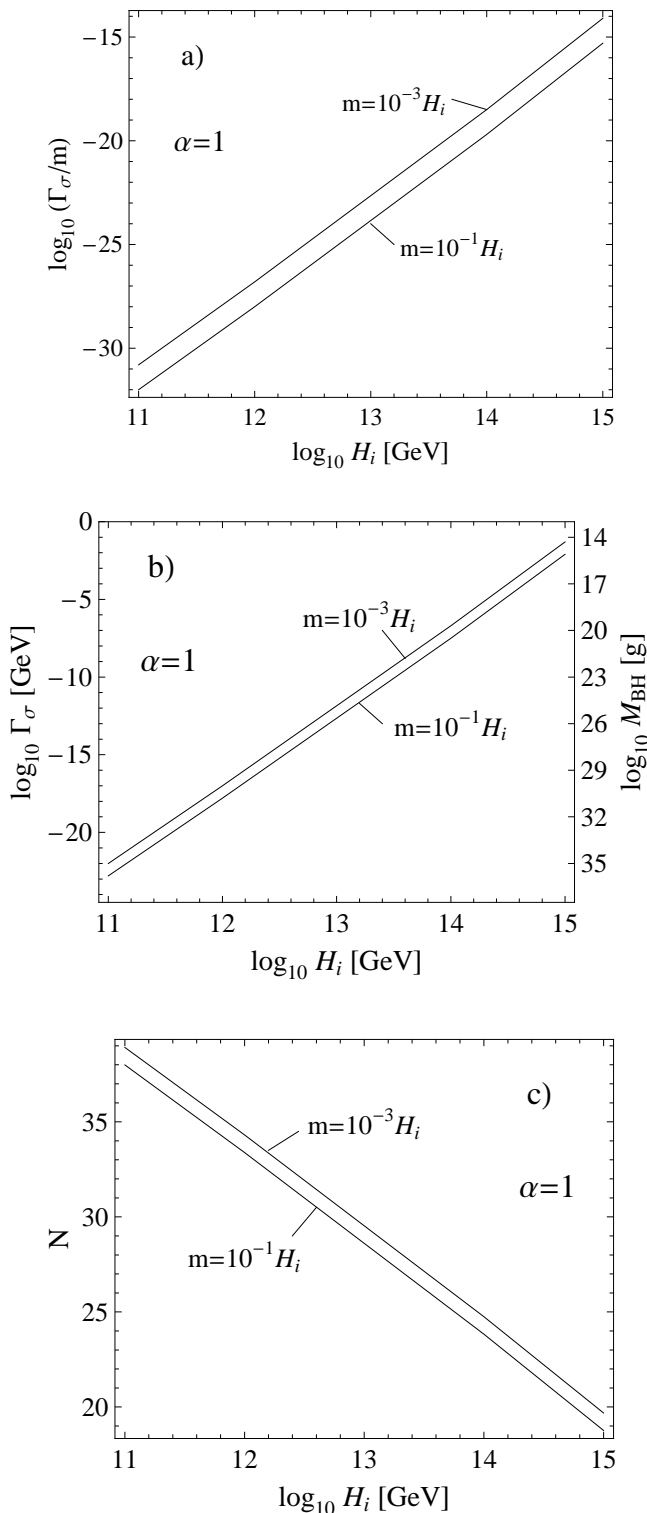 a)
m=10⁻³Hᵢ
α=1
m=10⁻¹Hᵢ
log₁₀ (Γ_σ/m)
−15
−20
−25
−30
11 12 13 14 15
log₁₀ Hᵢ [GeV]
b)
m=10⁻³Hᵢ
α=1
m=10⁻¹Hᵢ
log₁₀ Γ_σ [GeV]
0
−5
−10
−15
−20
14
17
20
23
26
29
32
35
log₁₀ M_BH [g]
11 12 13 14 15
log₁₀ Hᵢ [GeV]
c)
m=10⁻³Hᵢ
α=1
m=10⁻¹Hᵢ
N
35
30
25
20
11 12 13 14 15
log₁₀ Hᵢ [GeV]